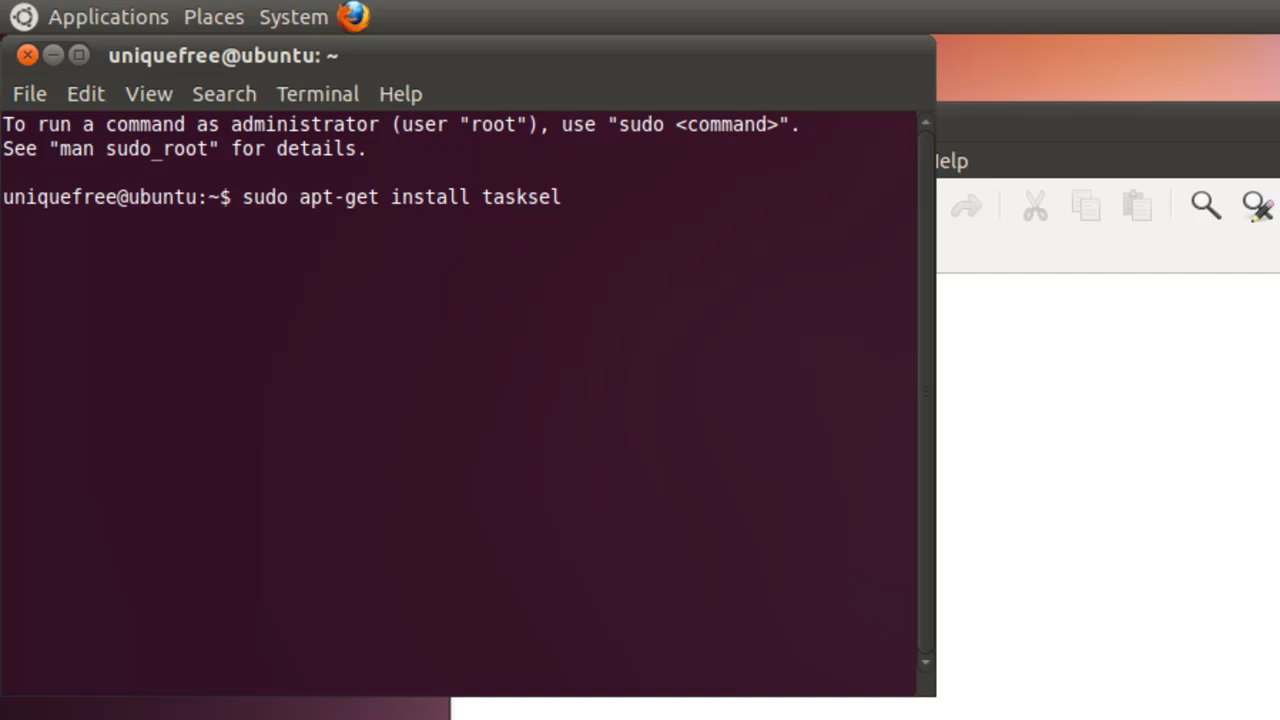 Applications Places System
uniquefree@ubuntu: ~
File Edit View Search Terminal Help
To run a command as administrator (user "root"), use "sudo <command>".
See "man sudo_root" for details.
elp
uniquefree@ubuntu:~$ sudo apt-get install tasksel